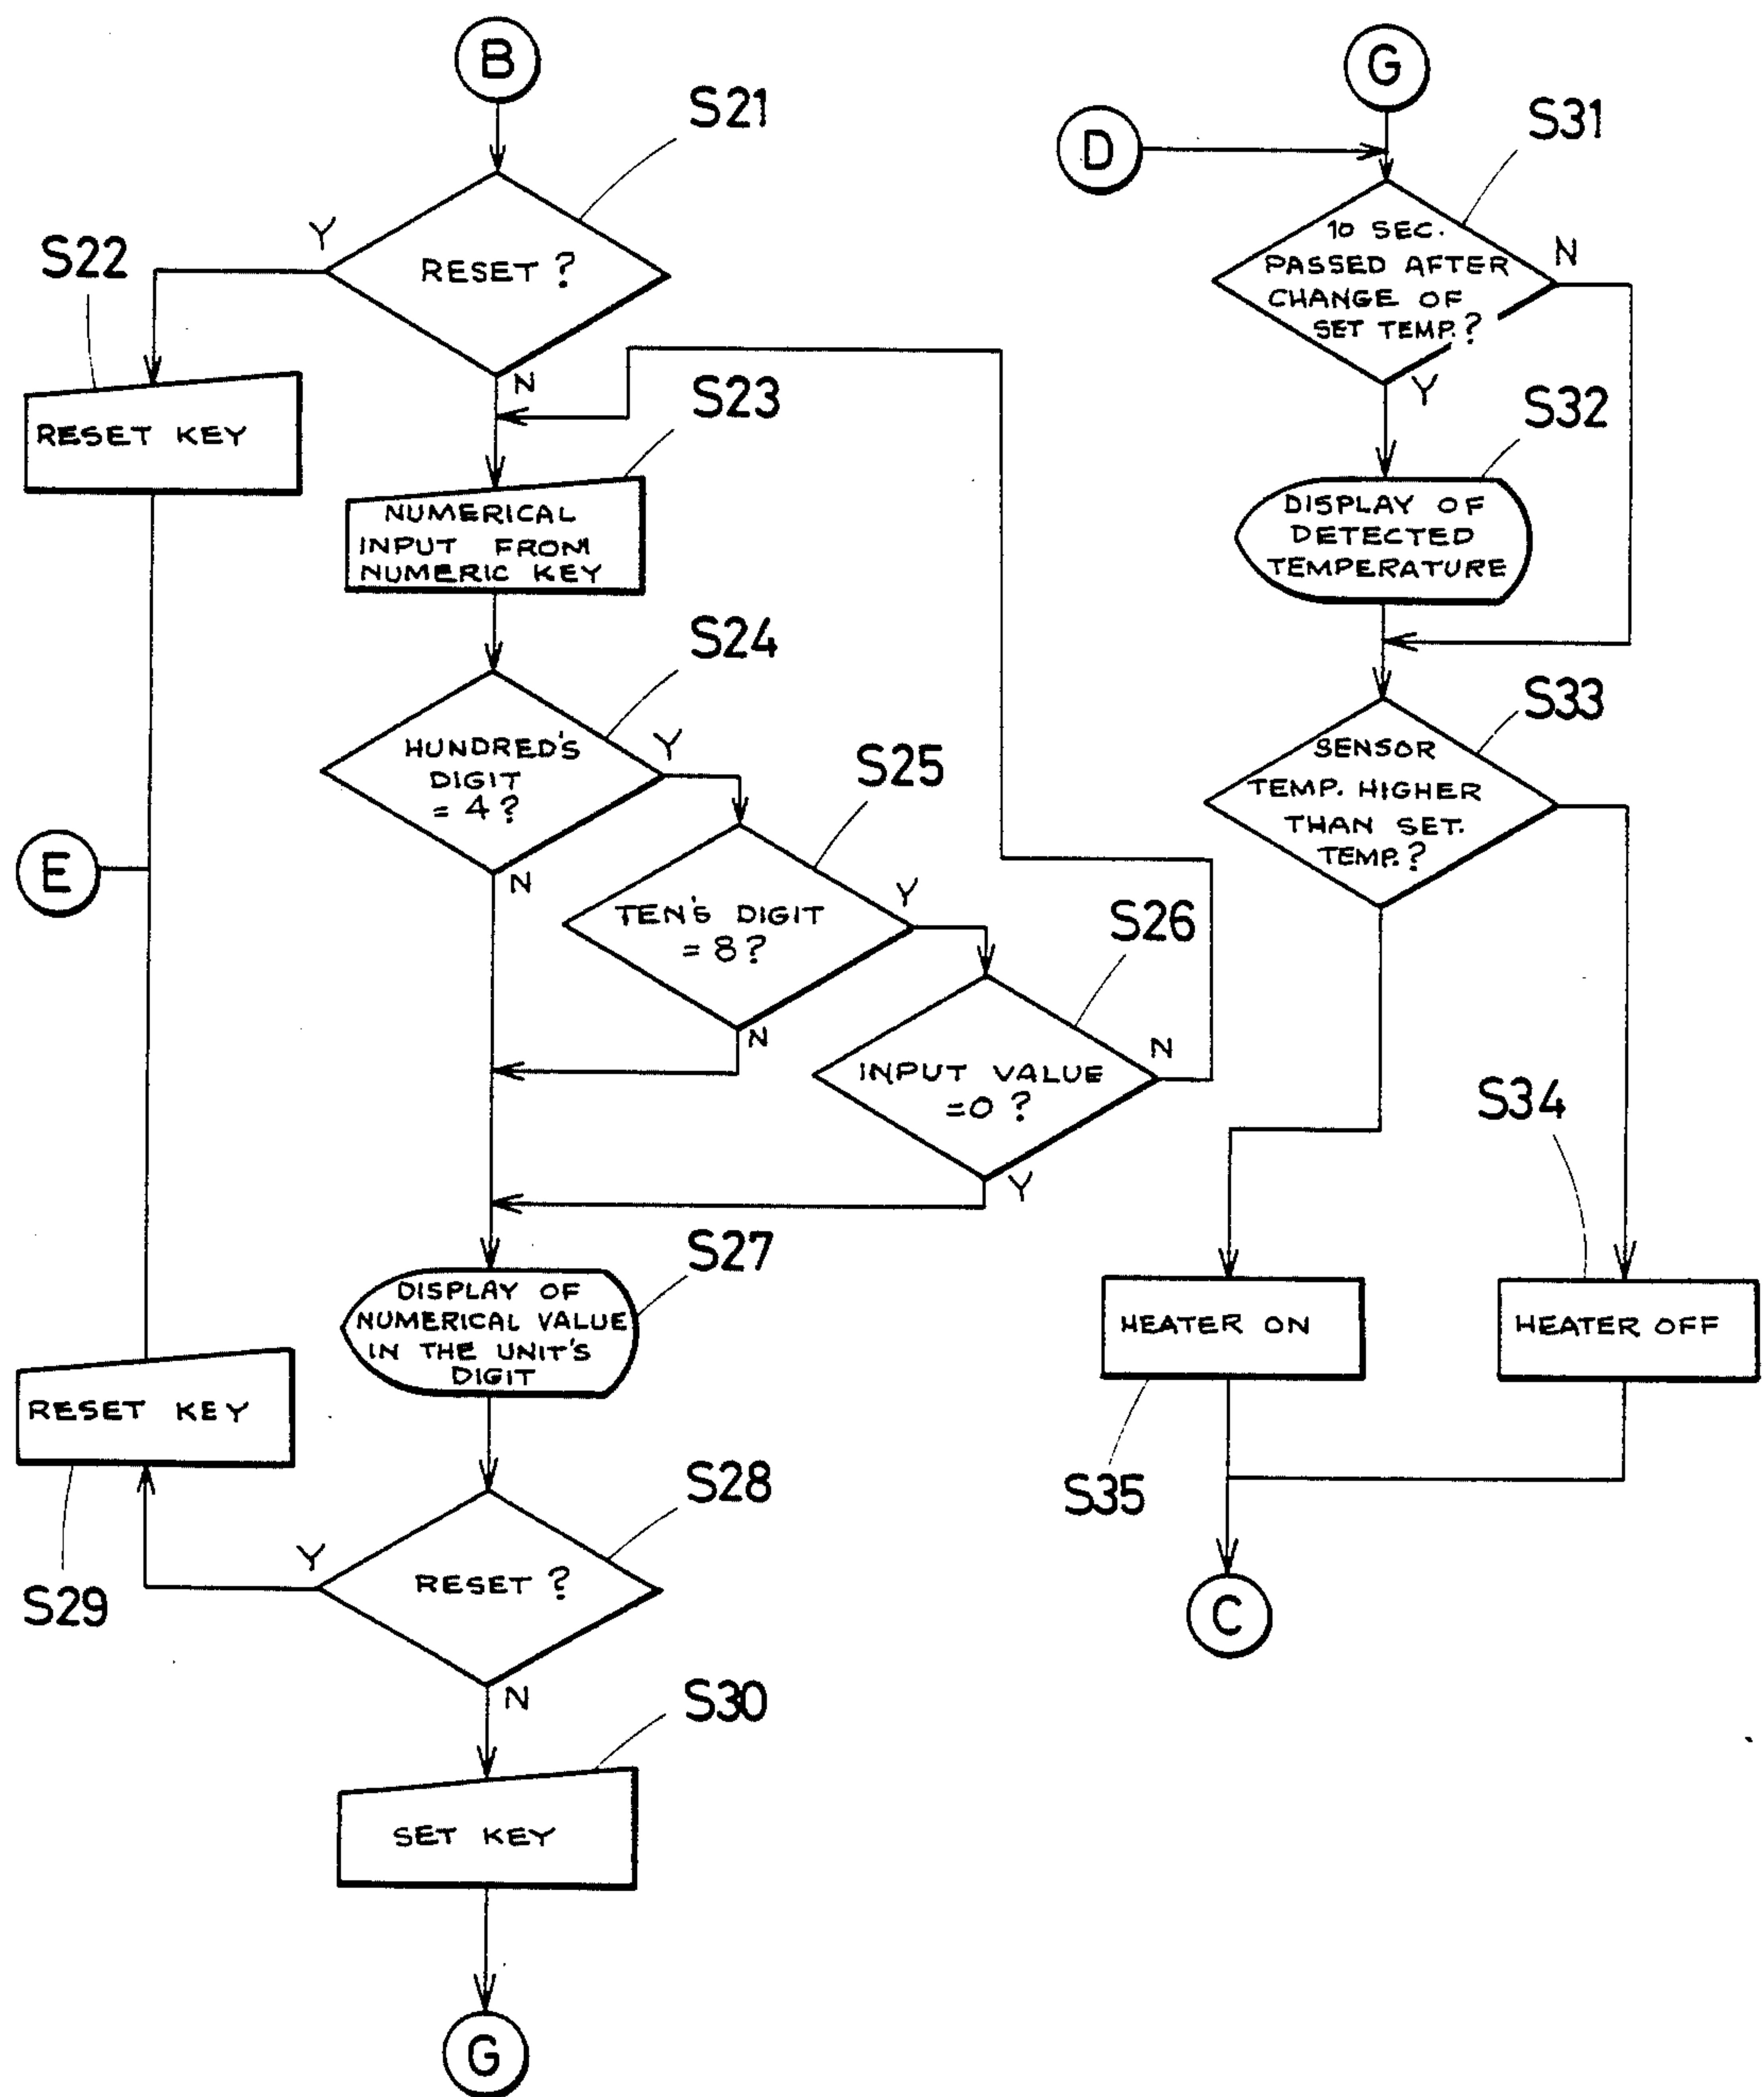 B
S21
Y
RESET ?
S22
N
RESET KEY
S23
NUMERICAL
INPUT FROM
NUMERIC KEY
S24
HUNDRED'S
DIGIT
= 4 ?
Y
N
S25
TEN'S DIGIT
= 8 ?
Y
N
S26
INPUT VALUE
=0 ?
N
Y
E
S27
DISPLAY OF
NUMERICAL VALUE
IN THE UNIT'S
DIGIT
RESET KEY
S29
S28
Y
RESET ?
N
S30
SET KEY
G
G
D
S31
10 SEC.
PASSED AFTER
CHANGE OF
SET TEMP.?
N
Y
S32
DISPLAY OF
DETECTED
TEMPERATURE
S33
SENSOR
TEMP. HIGHER
THAN SET.
TEMP.?
S34
HEATER ON
HEATER OFF
S35
C